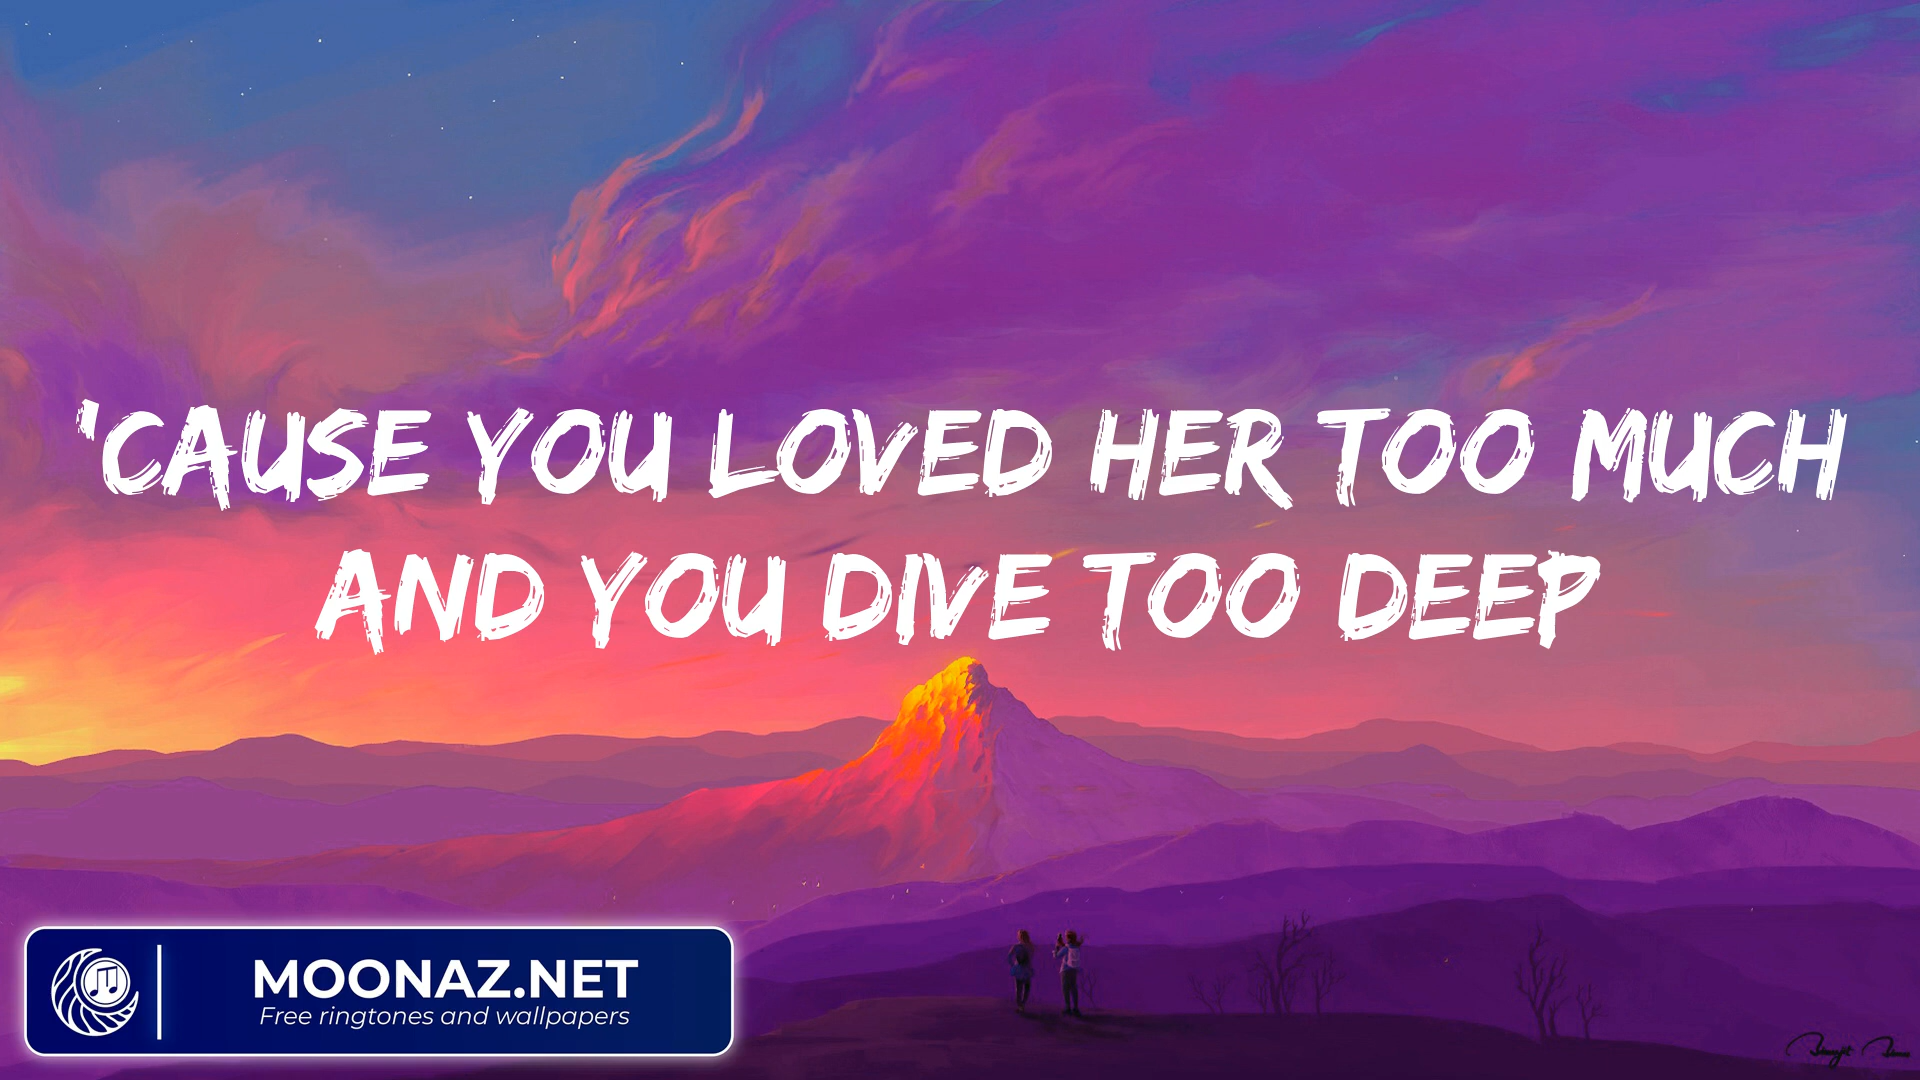 'CAUSE YOU LOVED HER TOO MUCH
AND YOU DIVE TOO DEEP
MOONAZ.NET
Free ringtones and wallpapers